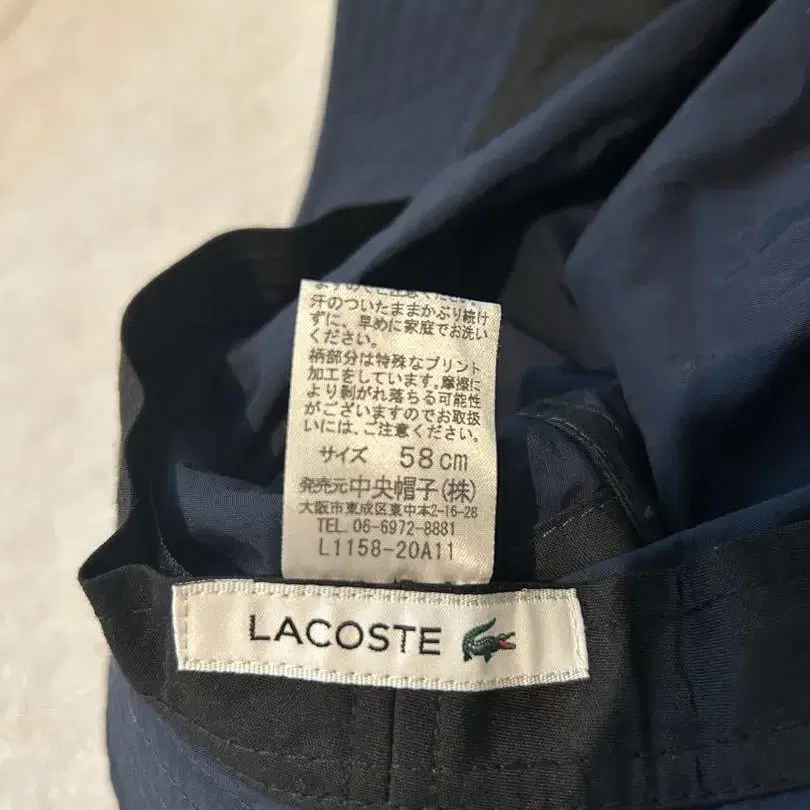 汗のついたままかぶり続け
ずに、早めに家庭でお洗い
ください。
柄部分は特殊なプリント
加工をしています。摩擦に
より剥がれ落ちる可能性
がございますのでお取扱
いには、ご注意ください。
サイズ 58cm
発売元中央帽子(株)
大阪市東成区東中本2-16-28
TEL. 06-6972-8881
L1158-20A11
LACOSTE